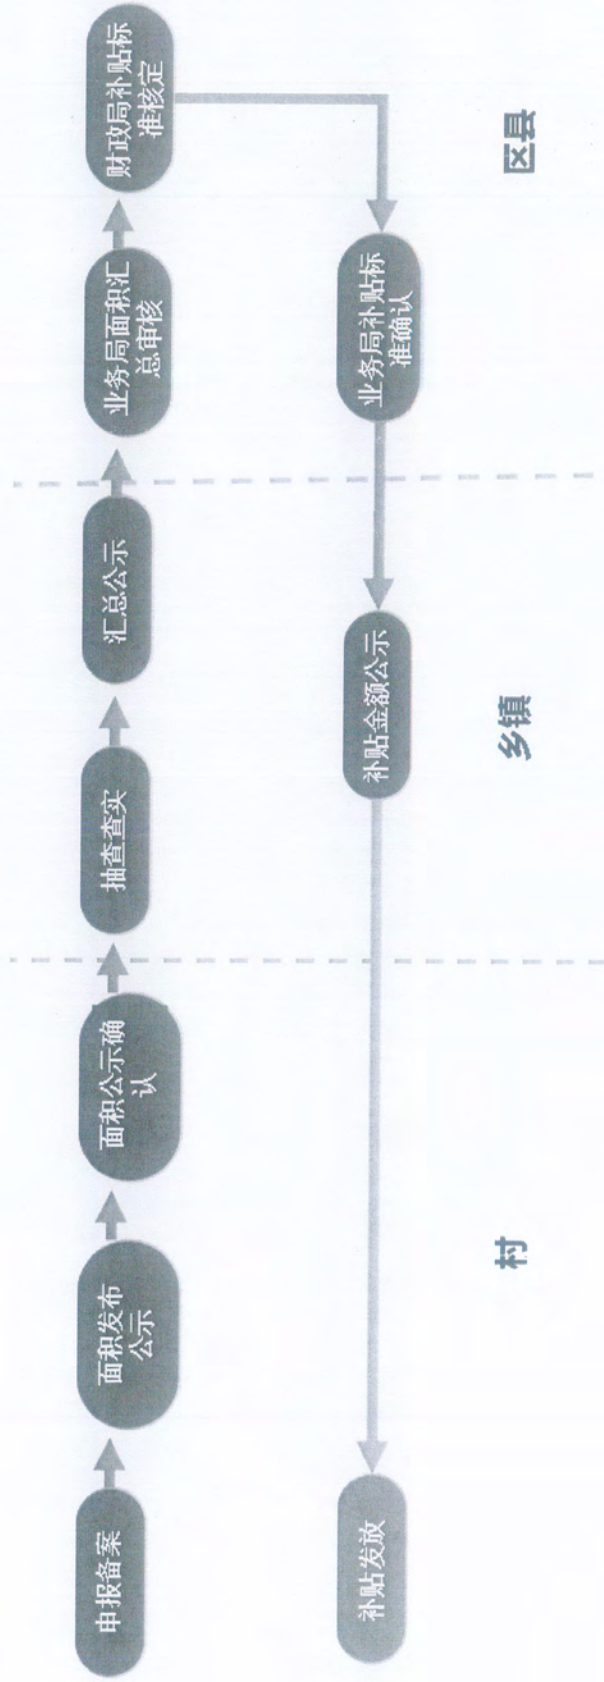 申报备案
面积发布
公示
面积公示确
认
抽查查实
汇总公示
业务局面积汇
总审核
财政局补贴标
准核定
补贴发放
补贴金额公示
业务局补贴标
准确认
村
乡镇
区县